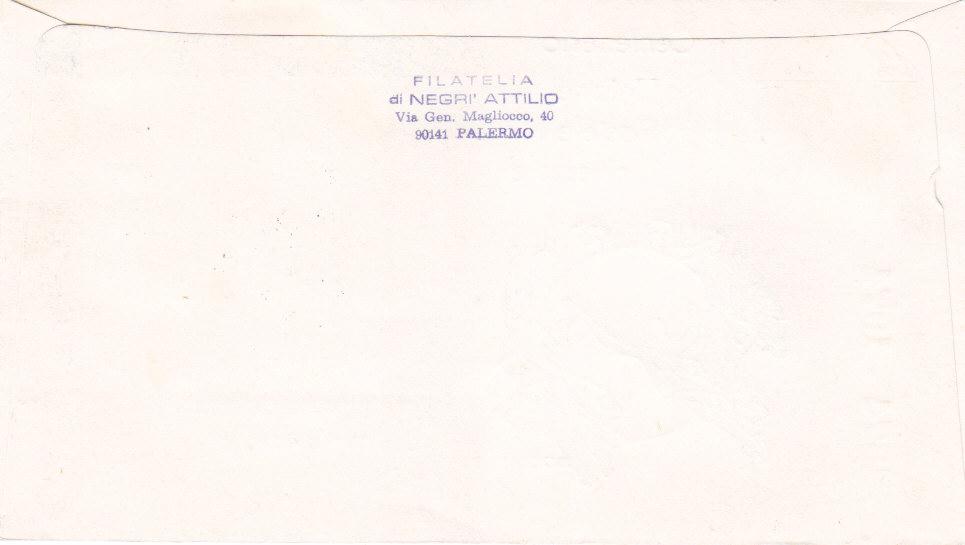 FILATELIA
di NEGRI' ATTILIO
Via Gen. Magliocco, 40
90141 PALERMO